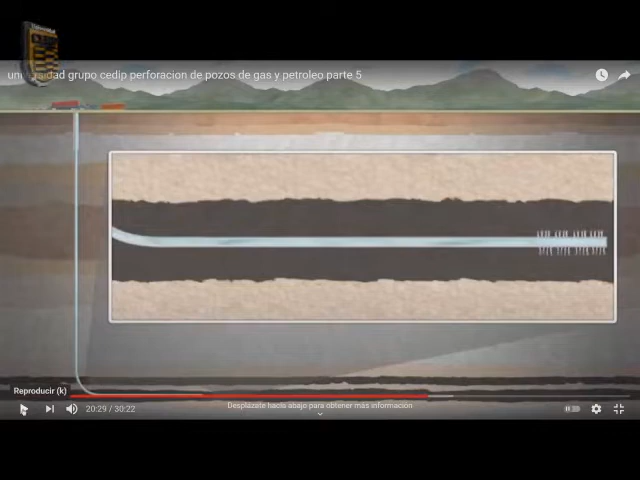 universidad grupo cedip perforacion de pozos de gas y petroleo parte 5
Reproducir (k)
20:29 / 30:22
Desplázate hacia abajo para obtener más información